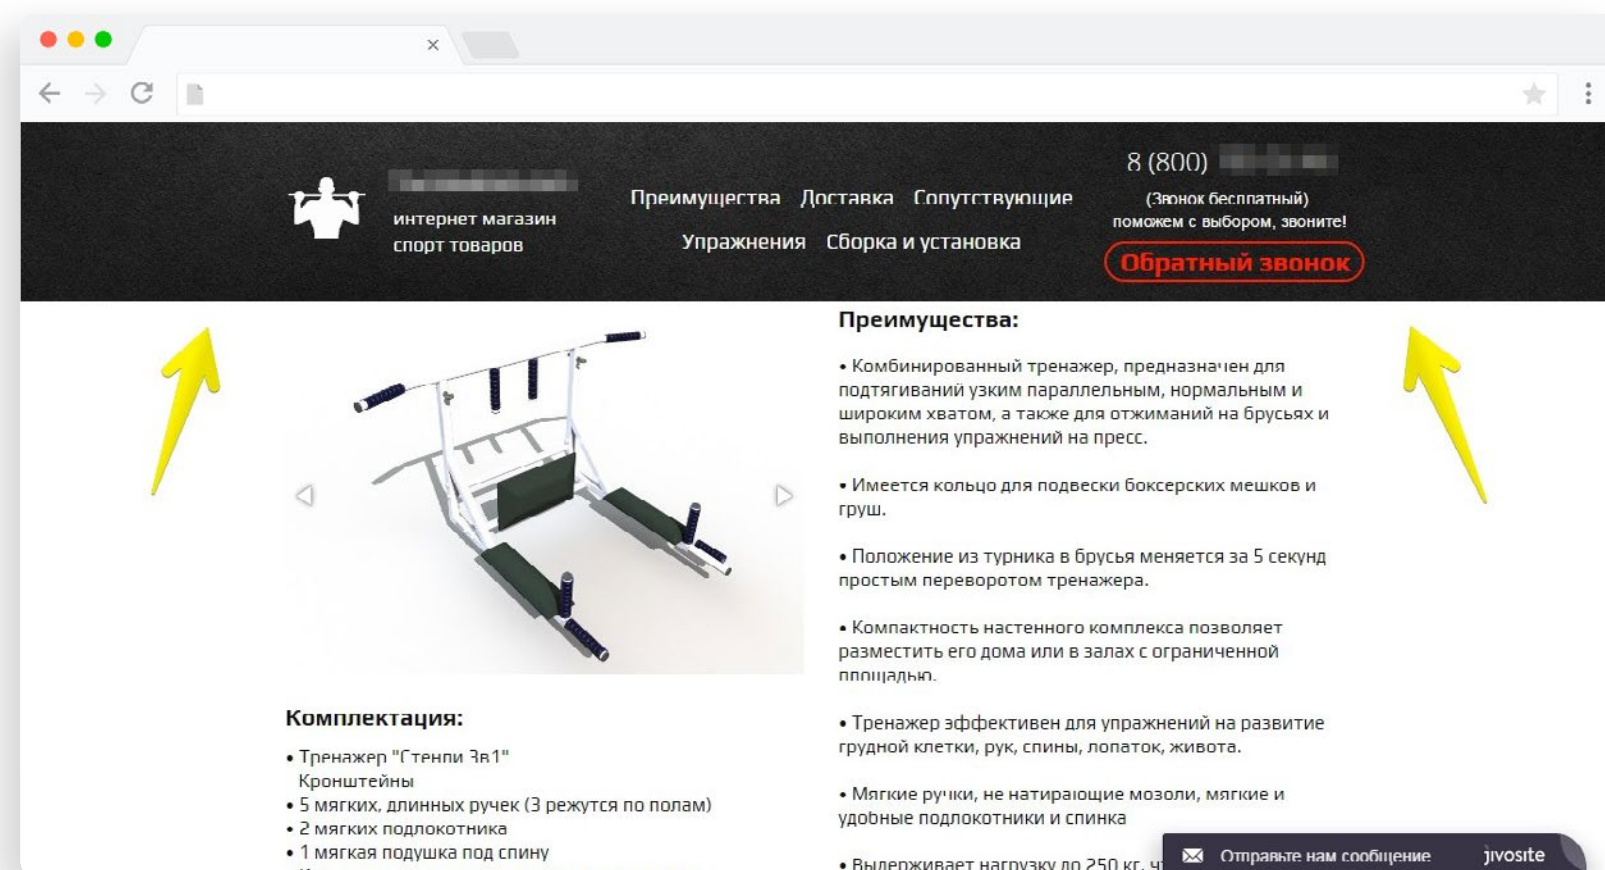 интернет магазин
спорт товаров
Преимущества Доставка Сопутствующие
Упражнения Сборка и установка
8 (800)
(Звонок бесплатный)
поможем с выбором, звоните!
Обратный звонок
Комплектация:
• Тренажер "Стенли 3в1"
Кронштейны
• 5 мягких, длинных ручек (3 режутся по полам)
• 2 мягких подлокотника
• 1 мягкая подушка под спину
Преимущества:
• Комбинированный тренажер, предназначен для
подтягиваний узким параллельным, нормальным и
широким хватом, а также для отжиманий на брусьях и
выполнения упражнений на пресс.
• Имеется кольцо для подвески боксерских мешков и
груш.
• Положение из турника в брусья меняется за 5 секунд
простым переворотом тренажера.
• Компактность настенного комплекса позволяет
разместить его дома или в залах с ограниченной
площадью.
• Тренажер эффективен для упражнений на развитие
грудной клетки, рук, спины, лопаток, живота.
• Мягкие ручки, не натирающие мозоли, мягкие и
удобные подлокотники и спинка
• Выдерживает нагрузку до 250 кг,
Отправьте нам сообщение jivosite